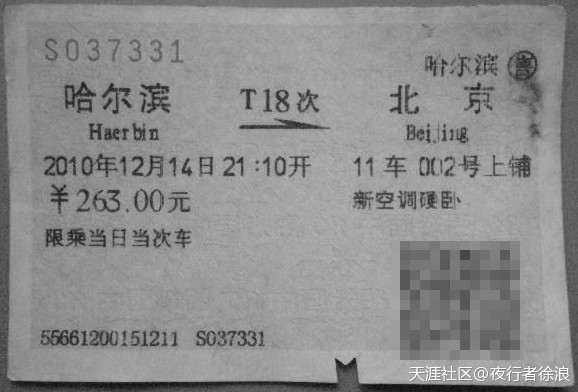 S037331
哈尔滨 售
哈尔滨 T18次 北京
Haerbin Beijing
2010年12月14日21:10开 11车 002号上铺
¥263.00元 新空调硬卧
限乘当日当次车
55661200151211 S037331
天涯社区@夜行者徐浪